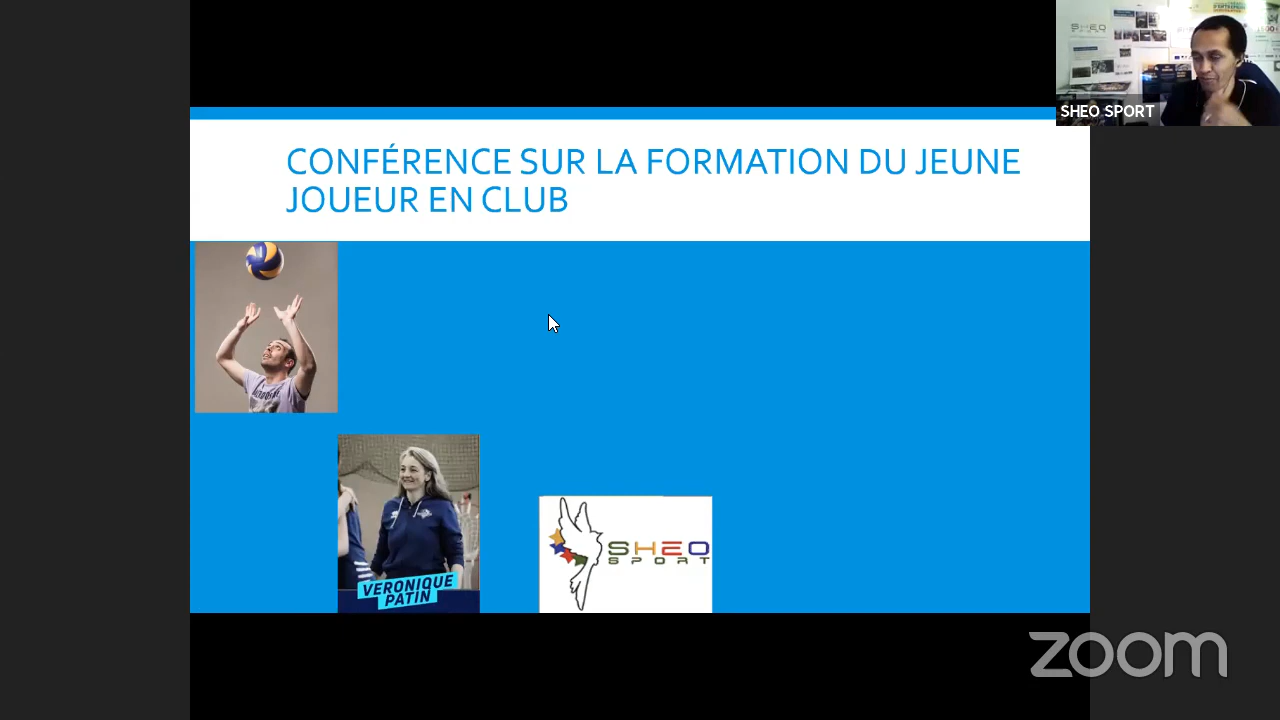 SHEO SPORT
CONFÉRENCE SUR LA FORMATION DU JEUNE
JOUEUR EN CLUB
VERONIQUE
PATIN
SHEO
SPORT
zoom